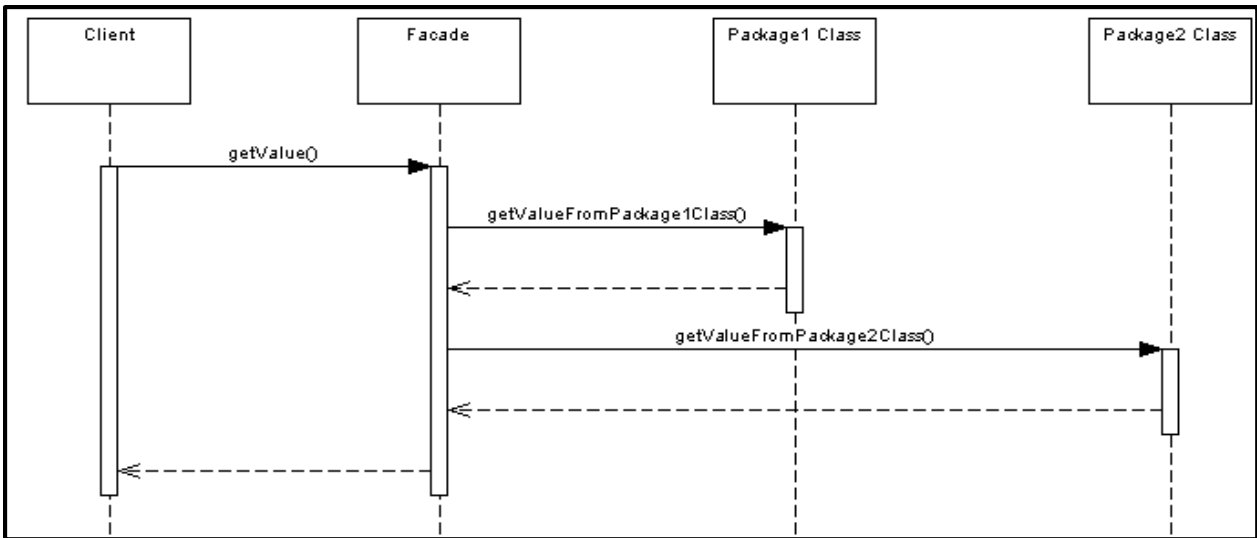 Client
Facade
Package1 Class
Package2 Class
getValue()
getValueFromPackage1Class()
getValueFromPackage2Class()